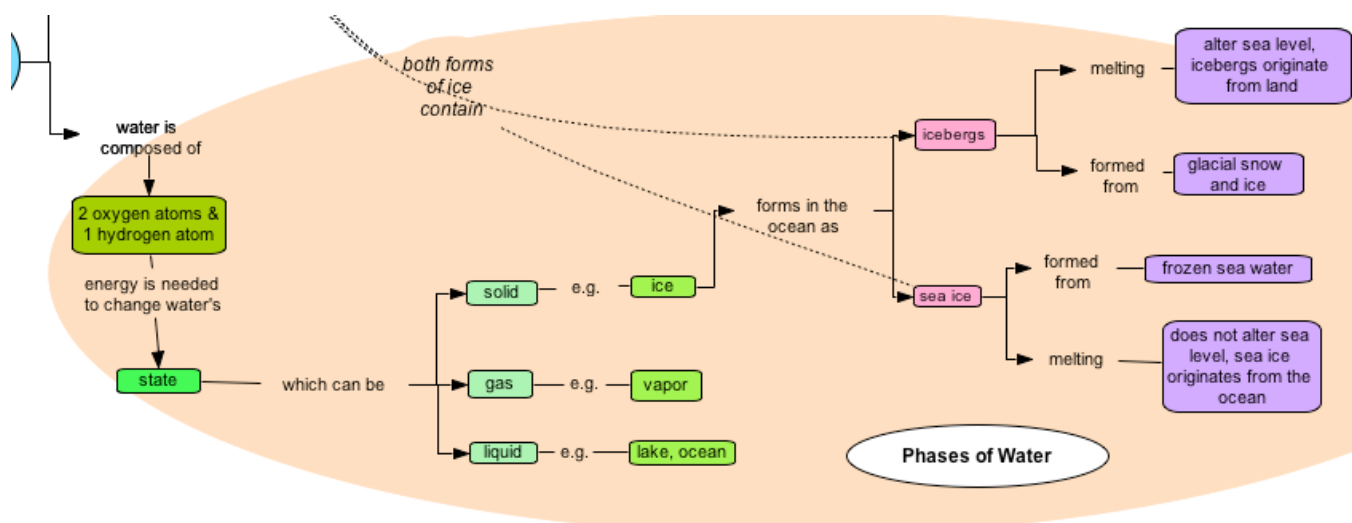 both forms
of ice
contain
water is
composed of
2 oxygen atoms &
1 hydrogen atom
energy is needed
to change water's
state
which can be
solid
e.g.
ice
gas
e.g.
vapor
liquid
e.g.
lake, ocean
forms in the
ocean as
icebergs
melting
alter sea level,
icebergs originate
from land
formed
from
glacial snow
and ice
sea ice
formed
from
frozen sea water
melting
does not alter sea
level, sea ice
originates from the
ocean
Phases of Water